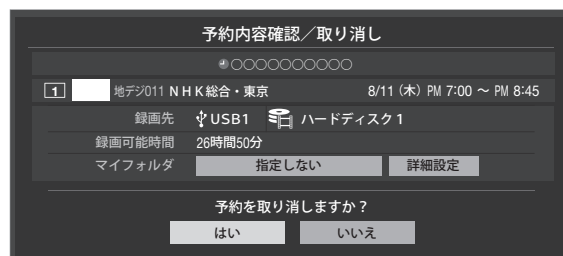 予約内容確認／取り消し
○○○○○○○○○○
1 地デジ011 NHK総合・東京 8/11（木）PM 7:00 ～ PM 8:45
録画先 USB1 ハードディスク1
録画可能時間 26時間50分
マイフォルダ 指定しない 詳細設定
予約を取り消しますか？
はい いいえ